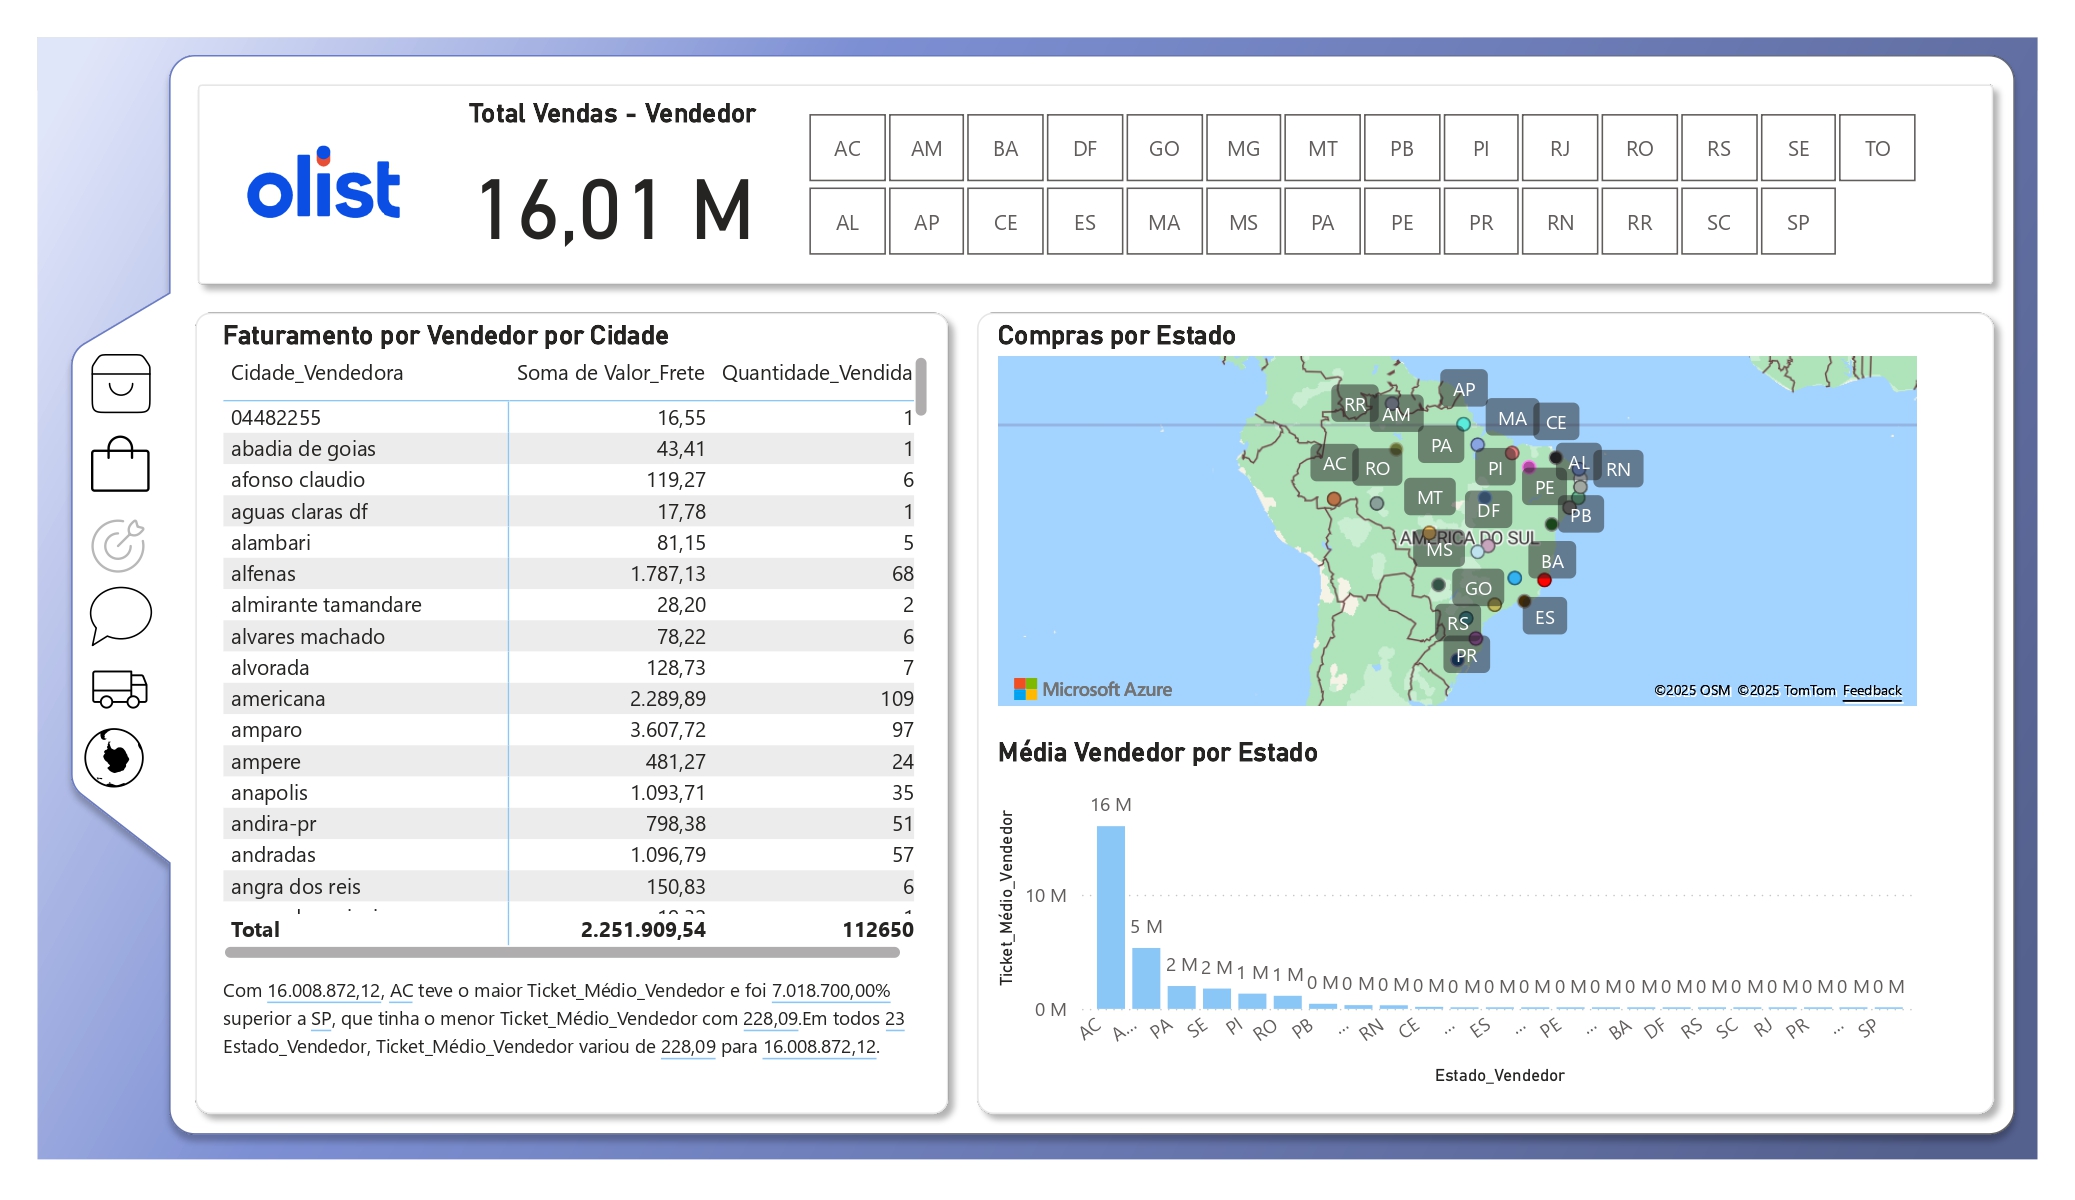 olist
Total Vendas - Vendedor
16,01 M
AC AM BA DF GO MG MT PB PI RJ RO RS SE TO
AL AP CE ES MA MS PA PE PR RN RR SC SP
Faturamento por Vendedor por Cidade
Cidade_Vendedora Soma de Valor_Frete Quantidade_Vendida
04482255 16,55 1
abadia de goias 43,41 1
afonso claudio 119,27 6
aguas claras df 17,78 1
alambari 81,15 5
alfenas 1.787,13 68
almirante tamandare 28,20 2
alvares machado 78,22 6
alvorada 128,73 7
americana 2.289,89 109
amparo 3.607,72 97
ampere 481,27 24
anapolis 1.093,71 35
andira-pr 798,38 51
andradas 1.096,79 57
angra dos reis 150,83 6
Total 2.251.909,54 112650
Com 16.008.872,12, AC teve o maior Ticket_Médio_Vendedor e foi 7.018.700,00%
superior a SP, que tinha o menor Ticket_Médio_Vendedor com 228,09.Em todos 23
Estado_Vendedor, Ticket_Médio_Vendedor variou de 228,09 para 16.008.872,12.
Compras por Estado
AP
RR AM MA CE
PA
AC RO PI AL RN
MT PE
DF PB
AMÉRICA DO SUL
MS
BA
GO
RS ES
PR
Microsoft Azure
©2025 OSM ©2025 TomTom Feedback
Média Vendedor por Estado
Ticket_Médio_Vendedor
16 M
10 M
5 M
2 M 2 M 1 M 1 M 0 M 0 M 0 M 0 M 0 M 0 M 0 M 0 M 0 M 0 M 0 M 0 M 0 M 0 M 0 M 0 M 0 M
0 M
AC A... PA SE PI RO PB ... RN CE ... ES ... PE ... BA DF RS SC RJ PR ... SP
Estado_Vendedor